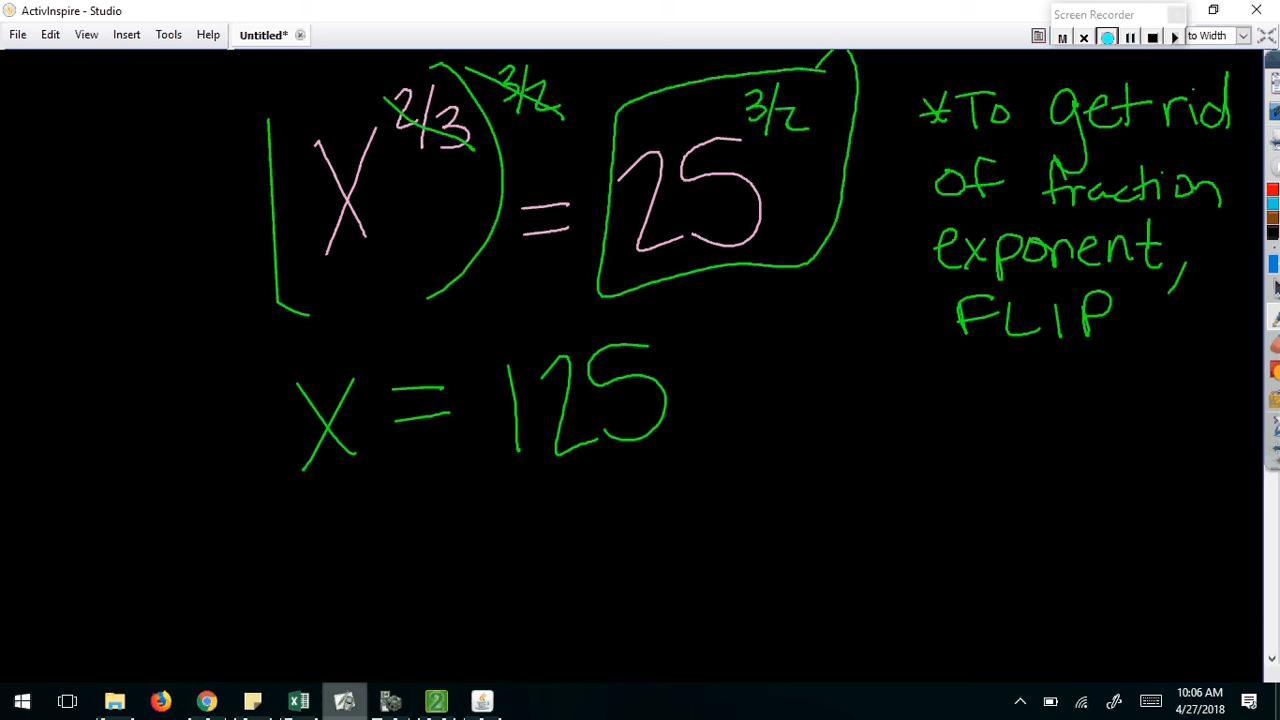 ActivInspire - Studio
Screen Recorder
File Edit View Insert Tools Help Untitled*
M to Width
(x^2/3)^3/2 = 25^3/2
*To get rid
of fraction
exponent,
FLIP
x = 125
10:06 AM
4/27/2018